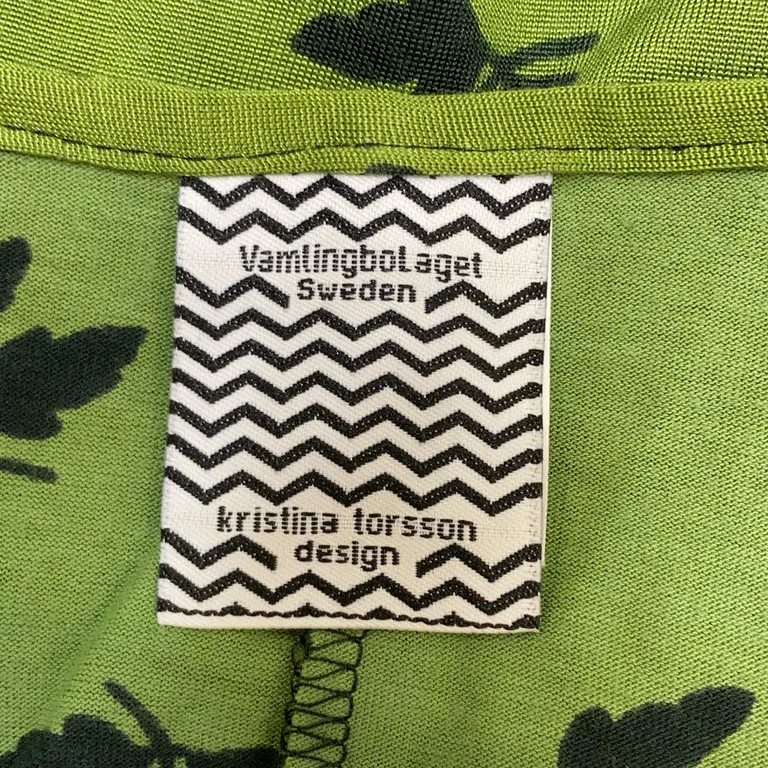 VamlingboLaget
Sweden
kristina torsson
design